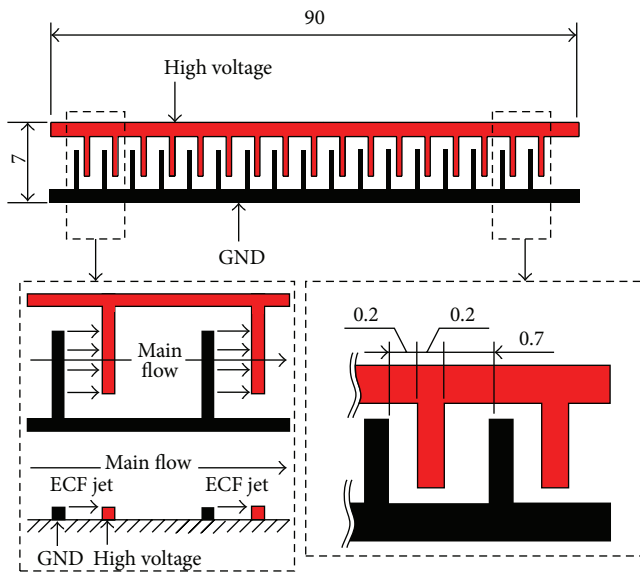 90
High voltage
7
GND
Main
flow
Main flow
ECF jet
ECF jet
GND
High voltage
0.2
0.2
0.7